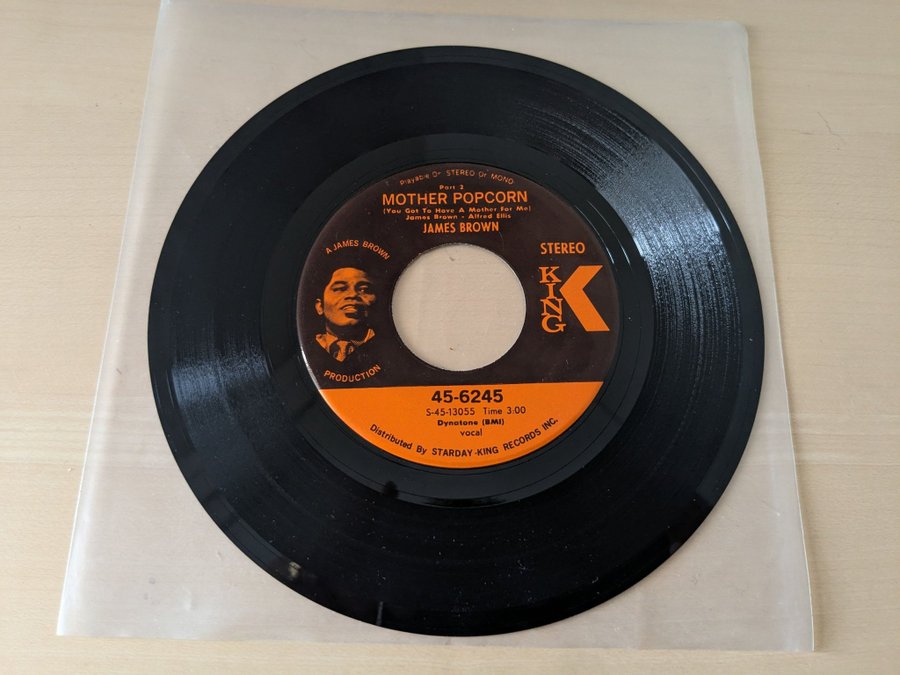 Playable On STEREO Or MONO
Part 2
MOTHER POPCORN
(You Got To Have A Mother For Me)
James Brown - Alfred Ellis
JAMES BROWN
A JAMES BROWN
PRODUCTION
STEREO
KING
K
45-6245
S-45-13055 Time 3:00
Dynatone (BMI)
vocal
Distributed By STARDAY-KING RECORDS INC.